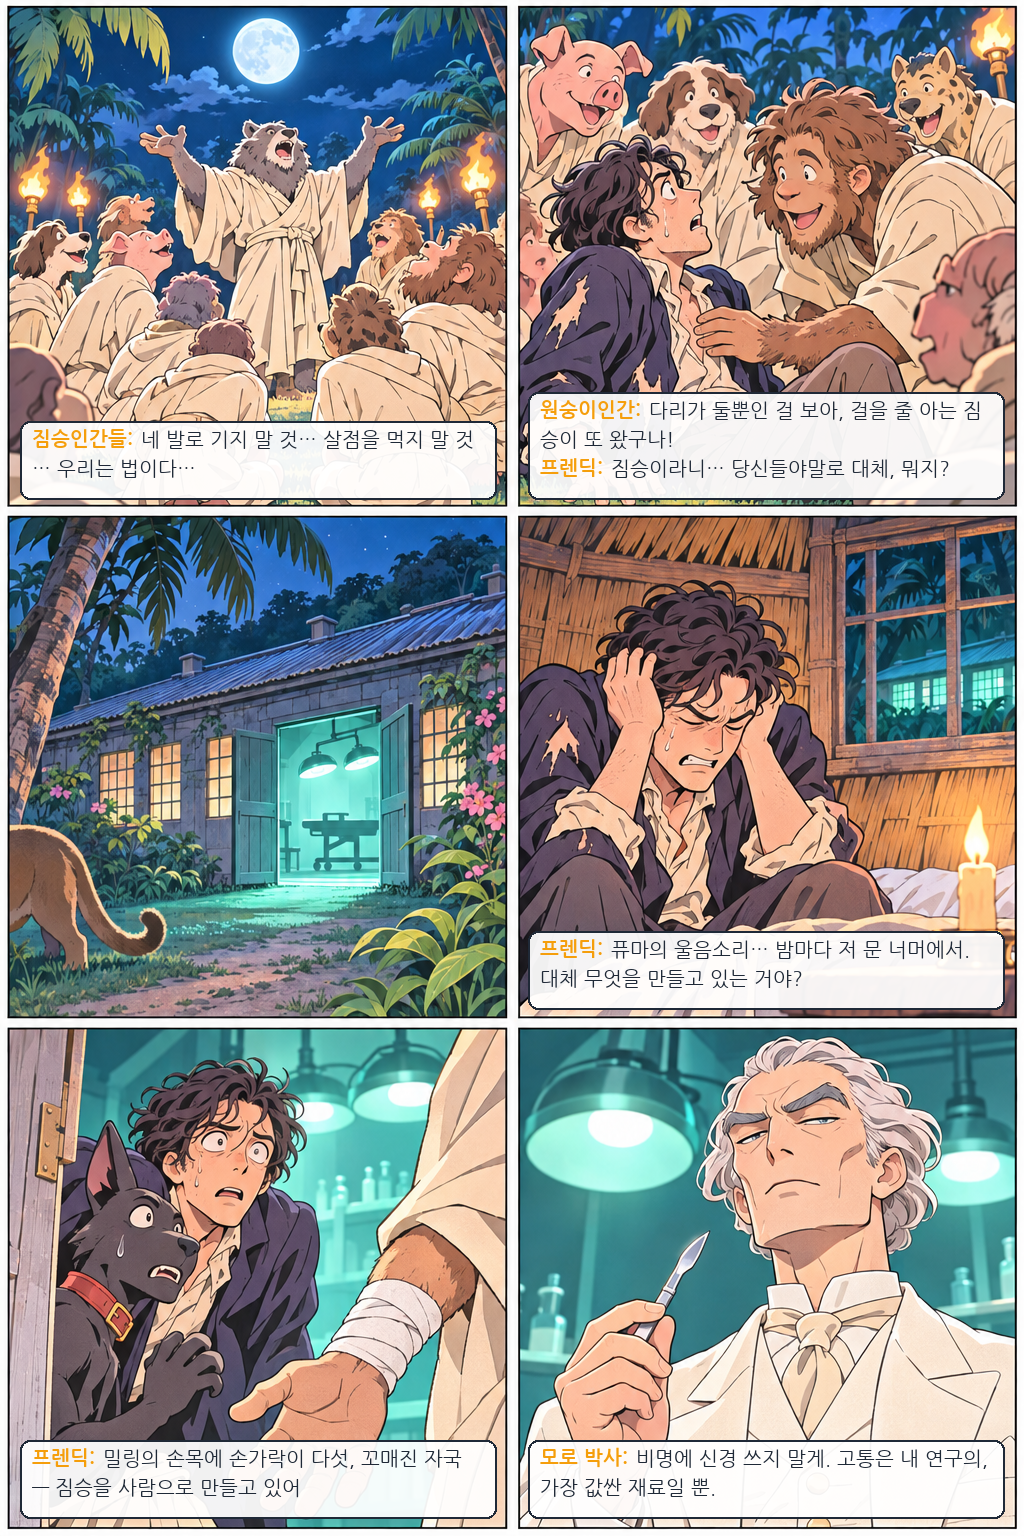 짐승인간들: 네 발로 기지 말 것… 살점을 먹지 말 것
… 우리는 법이다…
원숭이인간: 다리가 둘뿐인 걸 보아, 걸을 줄 아는 짐
승이 또 왔구나!
프렌딕: 짐승이라니… 당신들야말로 대체, 뭐지?
프렌딕: 퓨마의 울음소리… 밤마다 저 문 너머에서.
대체 무엇을 만들고 있는 거야?
프렌딕: 밀링의 손목에 손가락이 다섯, 꼬매진 자국
— 짐승을 사람으로 만들고 있어
모로 박사: 비명에 신경 쓰지 말게. 고통은 내 연구의,
가장 값싼 재료일 뿐.